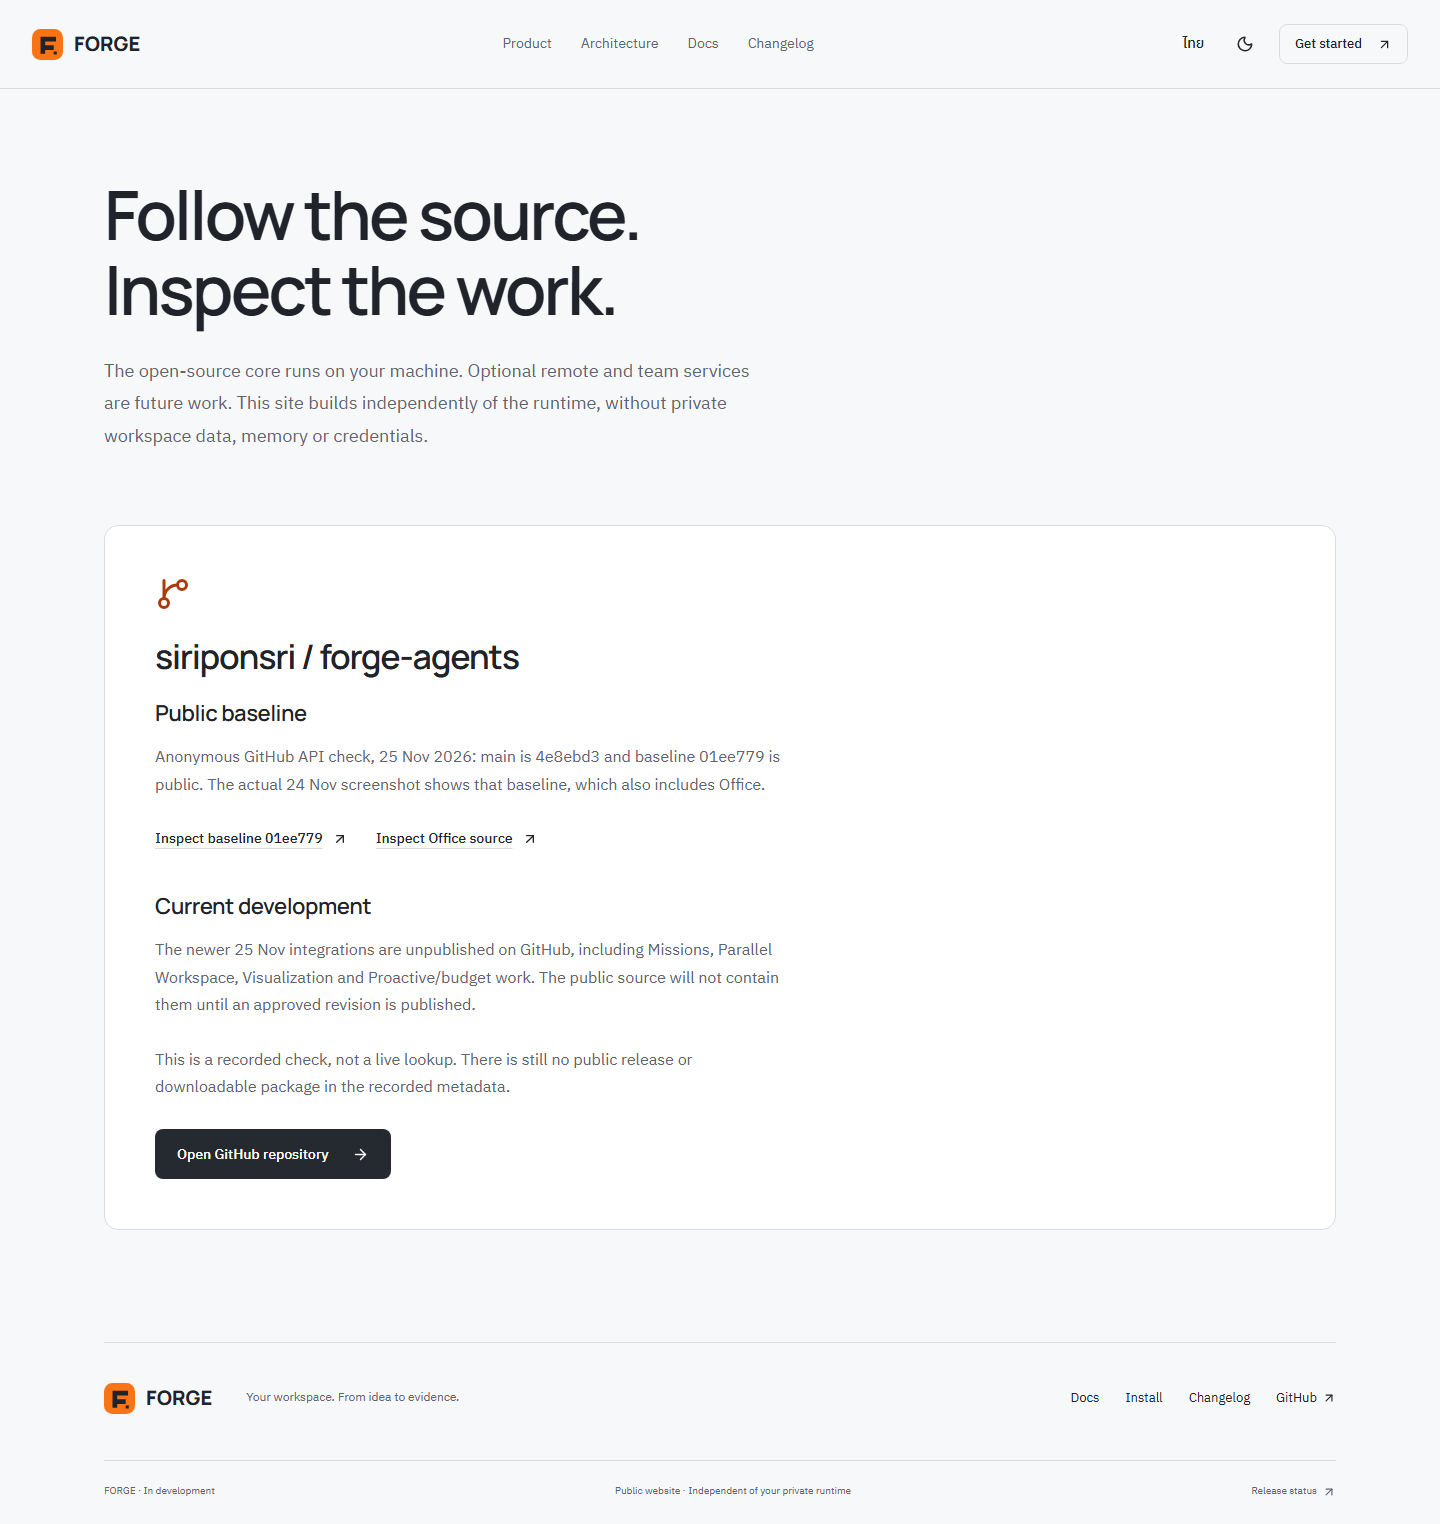 FORGE
Product Architecture Docs Changelog
ไทย
Get started
Follow the source.
Inspect the work.
The open-source core runs on your machine. Optional remote and team services
are future work. This site builds independently of the runtime, without private
workspace data, memory or credentials.
siriponsri / forge-agents
Public baseline
Anonymous GitHub API check, 25 Nov 2026: main is 4e8ebd3 and baseline 01ee779 is
public. The actual 24 Nov screenshot shows that baseline, which also includes Office.
Inspect baseline 01ee779 Inspect Office source
Current development
The newer 25 Nov integrations are unpublished on GitHub, including Missions, Parallel
Workspace, Visualization and Proactive/budget work. The public source will not contain
them until an approved revision is published.
This is a recorded check, not a live lookup. There is still no public release or
downloadable package in the recorded metadata.
Open GitHub repository
FORGE
Your workspace. From idea to evidence.
Docs Install Changelog GitHub
FORGE · In development
Public website · Independent of your private runtime
Release status